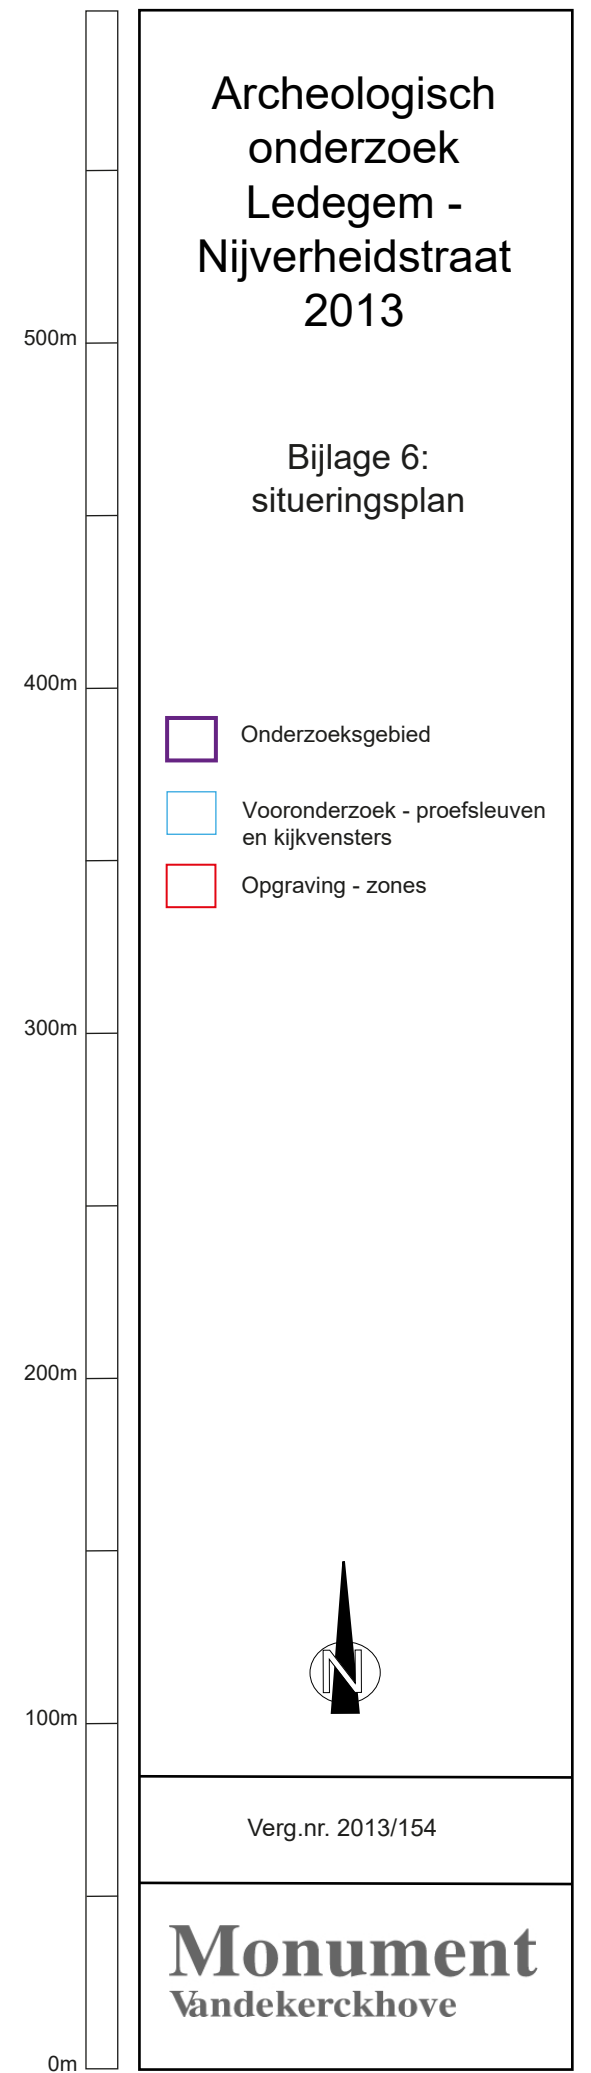 Archeologisch
onderzoek
Ledegem -
Nijverheidstraat
2013
Bijlage 6:
situeringsplan
500m
400m
Onderzoeksgebied
Vooronderzoek - proefsleuven
en kijkvensters
Opgraving - zones
300m
200m
N
100m
Verg.nr. 2013/154
Monument
Vandekerckhove
0m